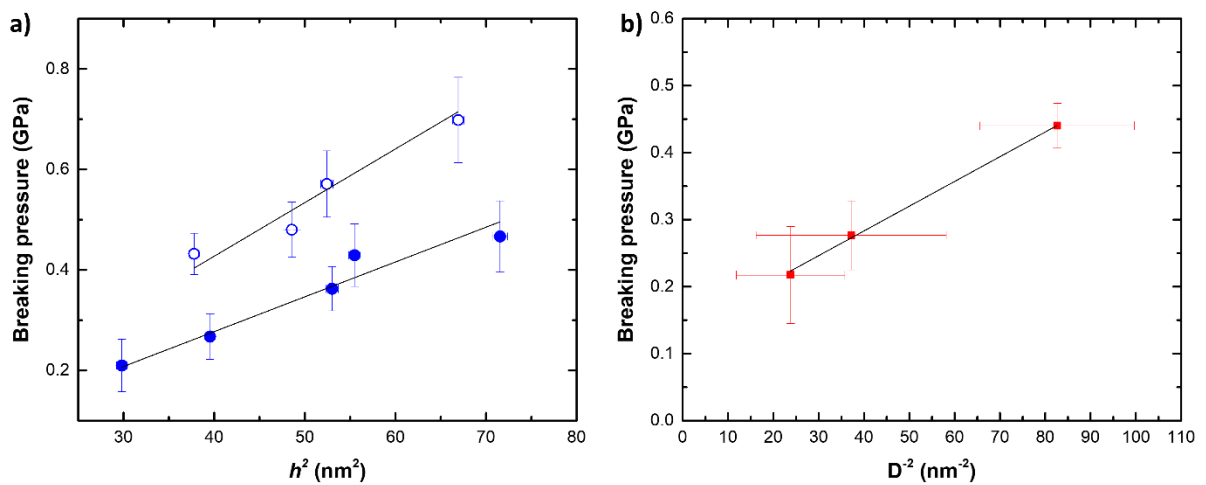 a)
Breaking pressure (GPa)
0.8
0.6
0.4
0.2
30 40 50 60 70 80
h² (nm²)
b)
Breaking pressure (GPa)
0.6
0.5
0.4
0.3
0.2
0.1
0.0
0 10 20 30 40 50 60 70 80 90 100 110
D⁻² (nm⁻²)